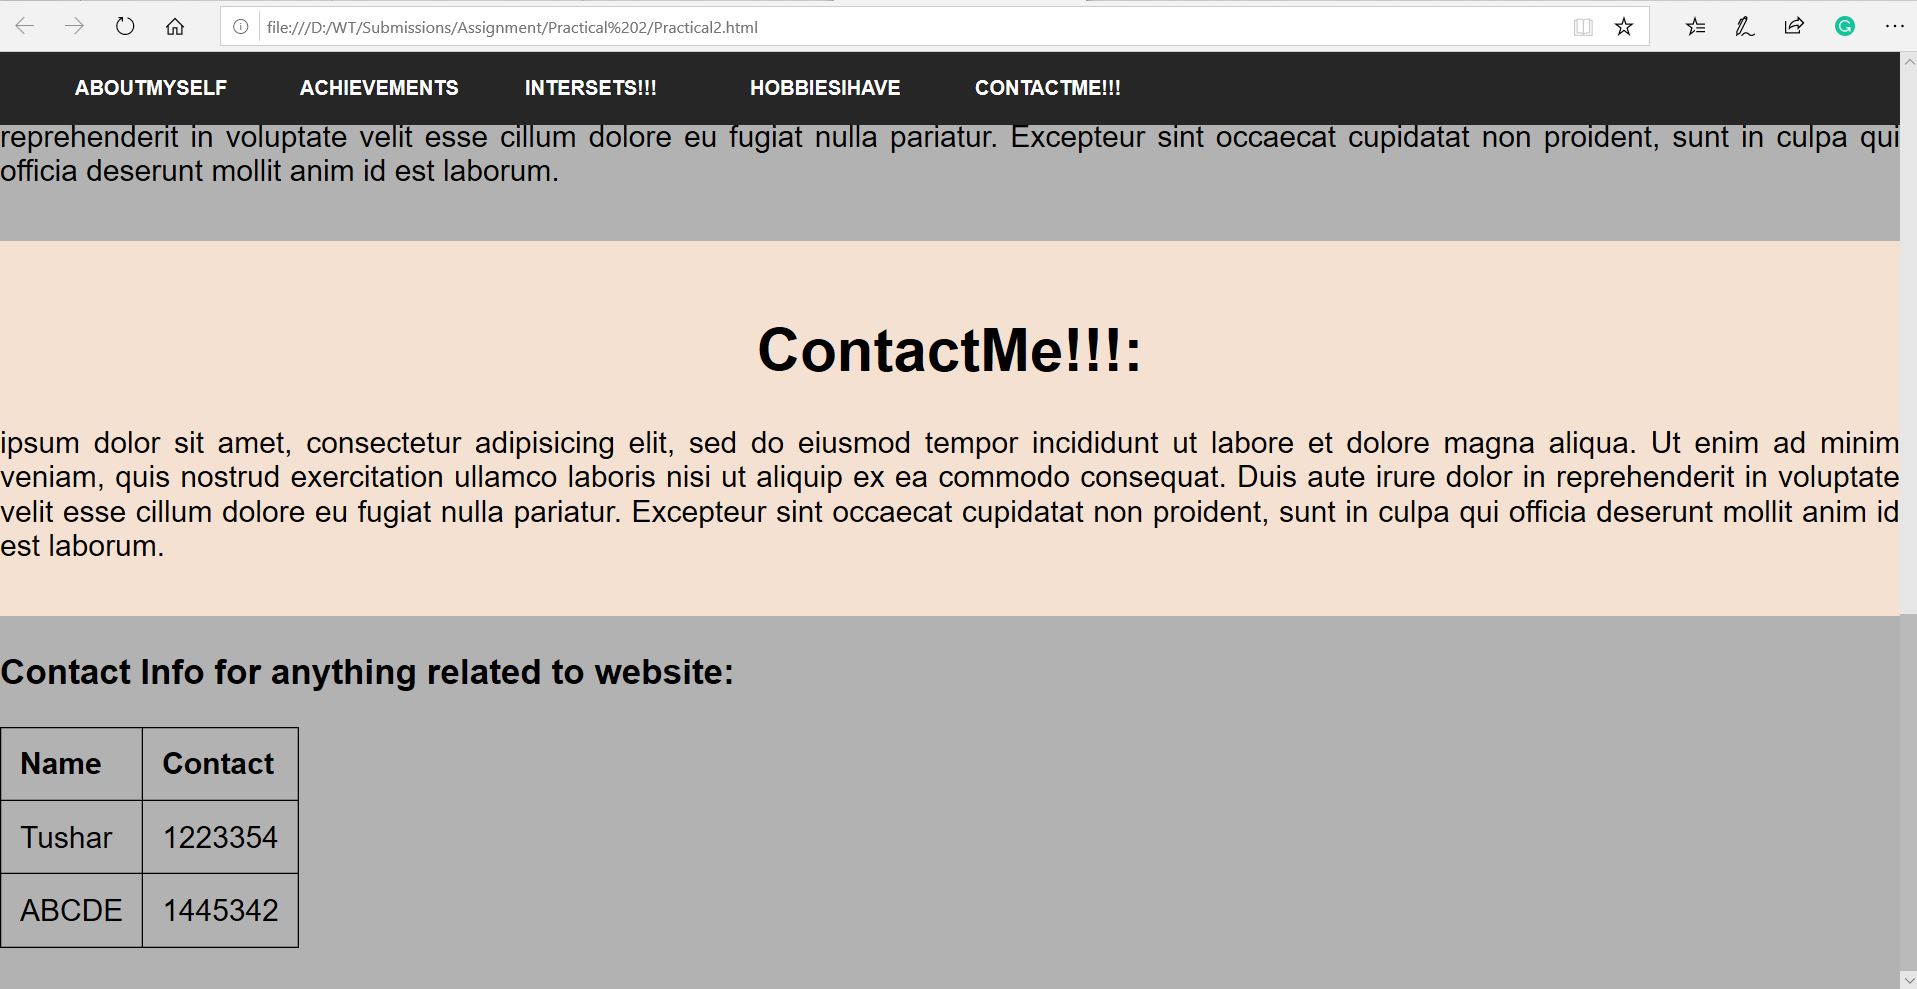 file:///D:/WT/Submissions/Assignment/Practical%202/Practical2.html
ABOUTMYSELF ACHIEVEMENTS INTERSETS!!! HOBBIESIHAVE CONTACTME!!!
reprehenderit in voluptate velit esse cillum dolore eu fugiat nulla pariatur. Excepteur sint occaecat cupidatat non proident, sunt in culpa qui
officia deserunt mollit anim id est laborum.
ContactMe!!!:
ipsum dolor sit amet, consectetur adipisicing elit, sed do eiusmod tempor incididunt ut labore et dolore magna aliqua. Ut enim ad minim
veniam, quis nostrud exercitation ullamco laboris nisi ut aliquip ex ea commodo consequat. Duis aute irure dolor in reprehenderit in voluptate
velit esse cillum dolore eu fugiat nulla pariatur. Excepteur sint occaecat cupidatat non proident, sunt in culpa qui officia deserunt mollit anim id
est laborum.
Contact Info for anything related to website:
Name Contact
Tushar 1223354
ABCDE 1445342